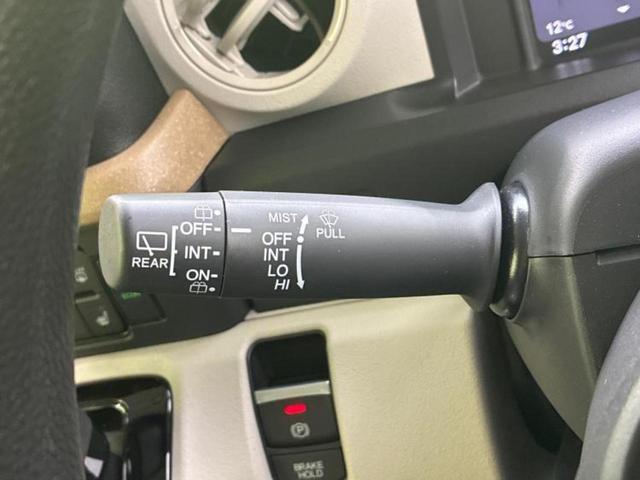 12°C
3:27
MIST
OFF
PULL
OFF
INT
INT
REAR
LO
ON
HI
P
BRAKE
HOLD